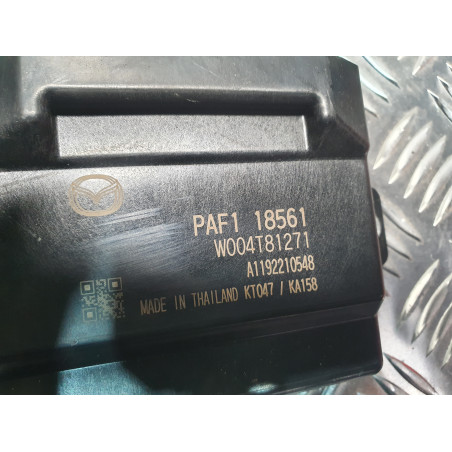 PAF1 18561
W004T81271
A1192210548
MADE IN THAILAND KT047 / KA158